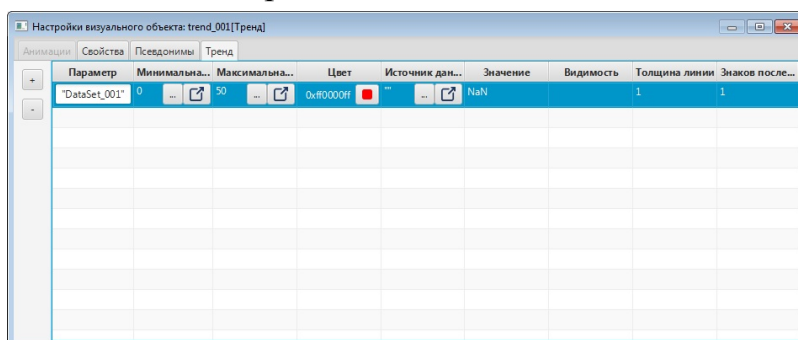 Настройки визуального объекта: trend_001[Тренд]
Анимации Свойства Псевдонимы Тренд
+ Параметр Минимальна... Максимальна... Цвет Источник дан... Значение Видимость Толщина линии Знаков после...
"DataSet_001" 0 ... 50 ... 0xff0000ff "" ... NaN 1 1
-